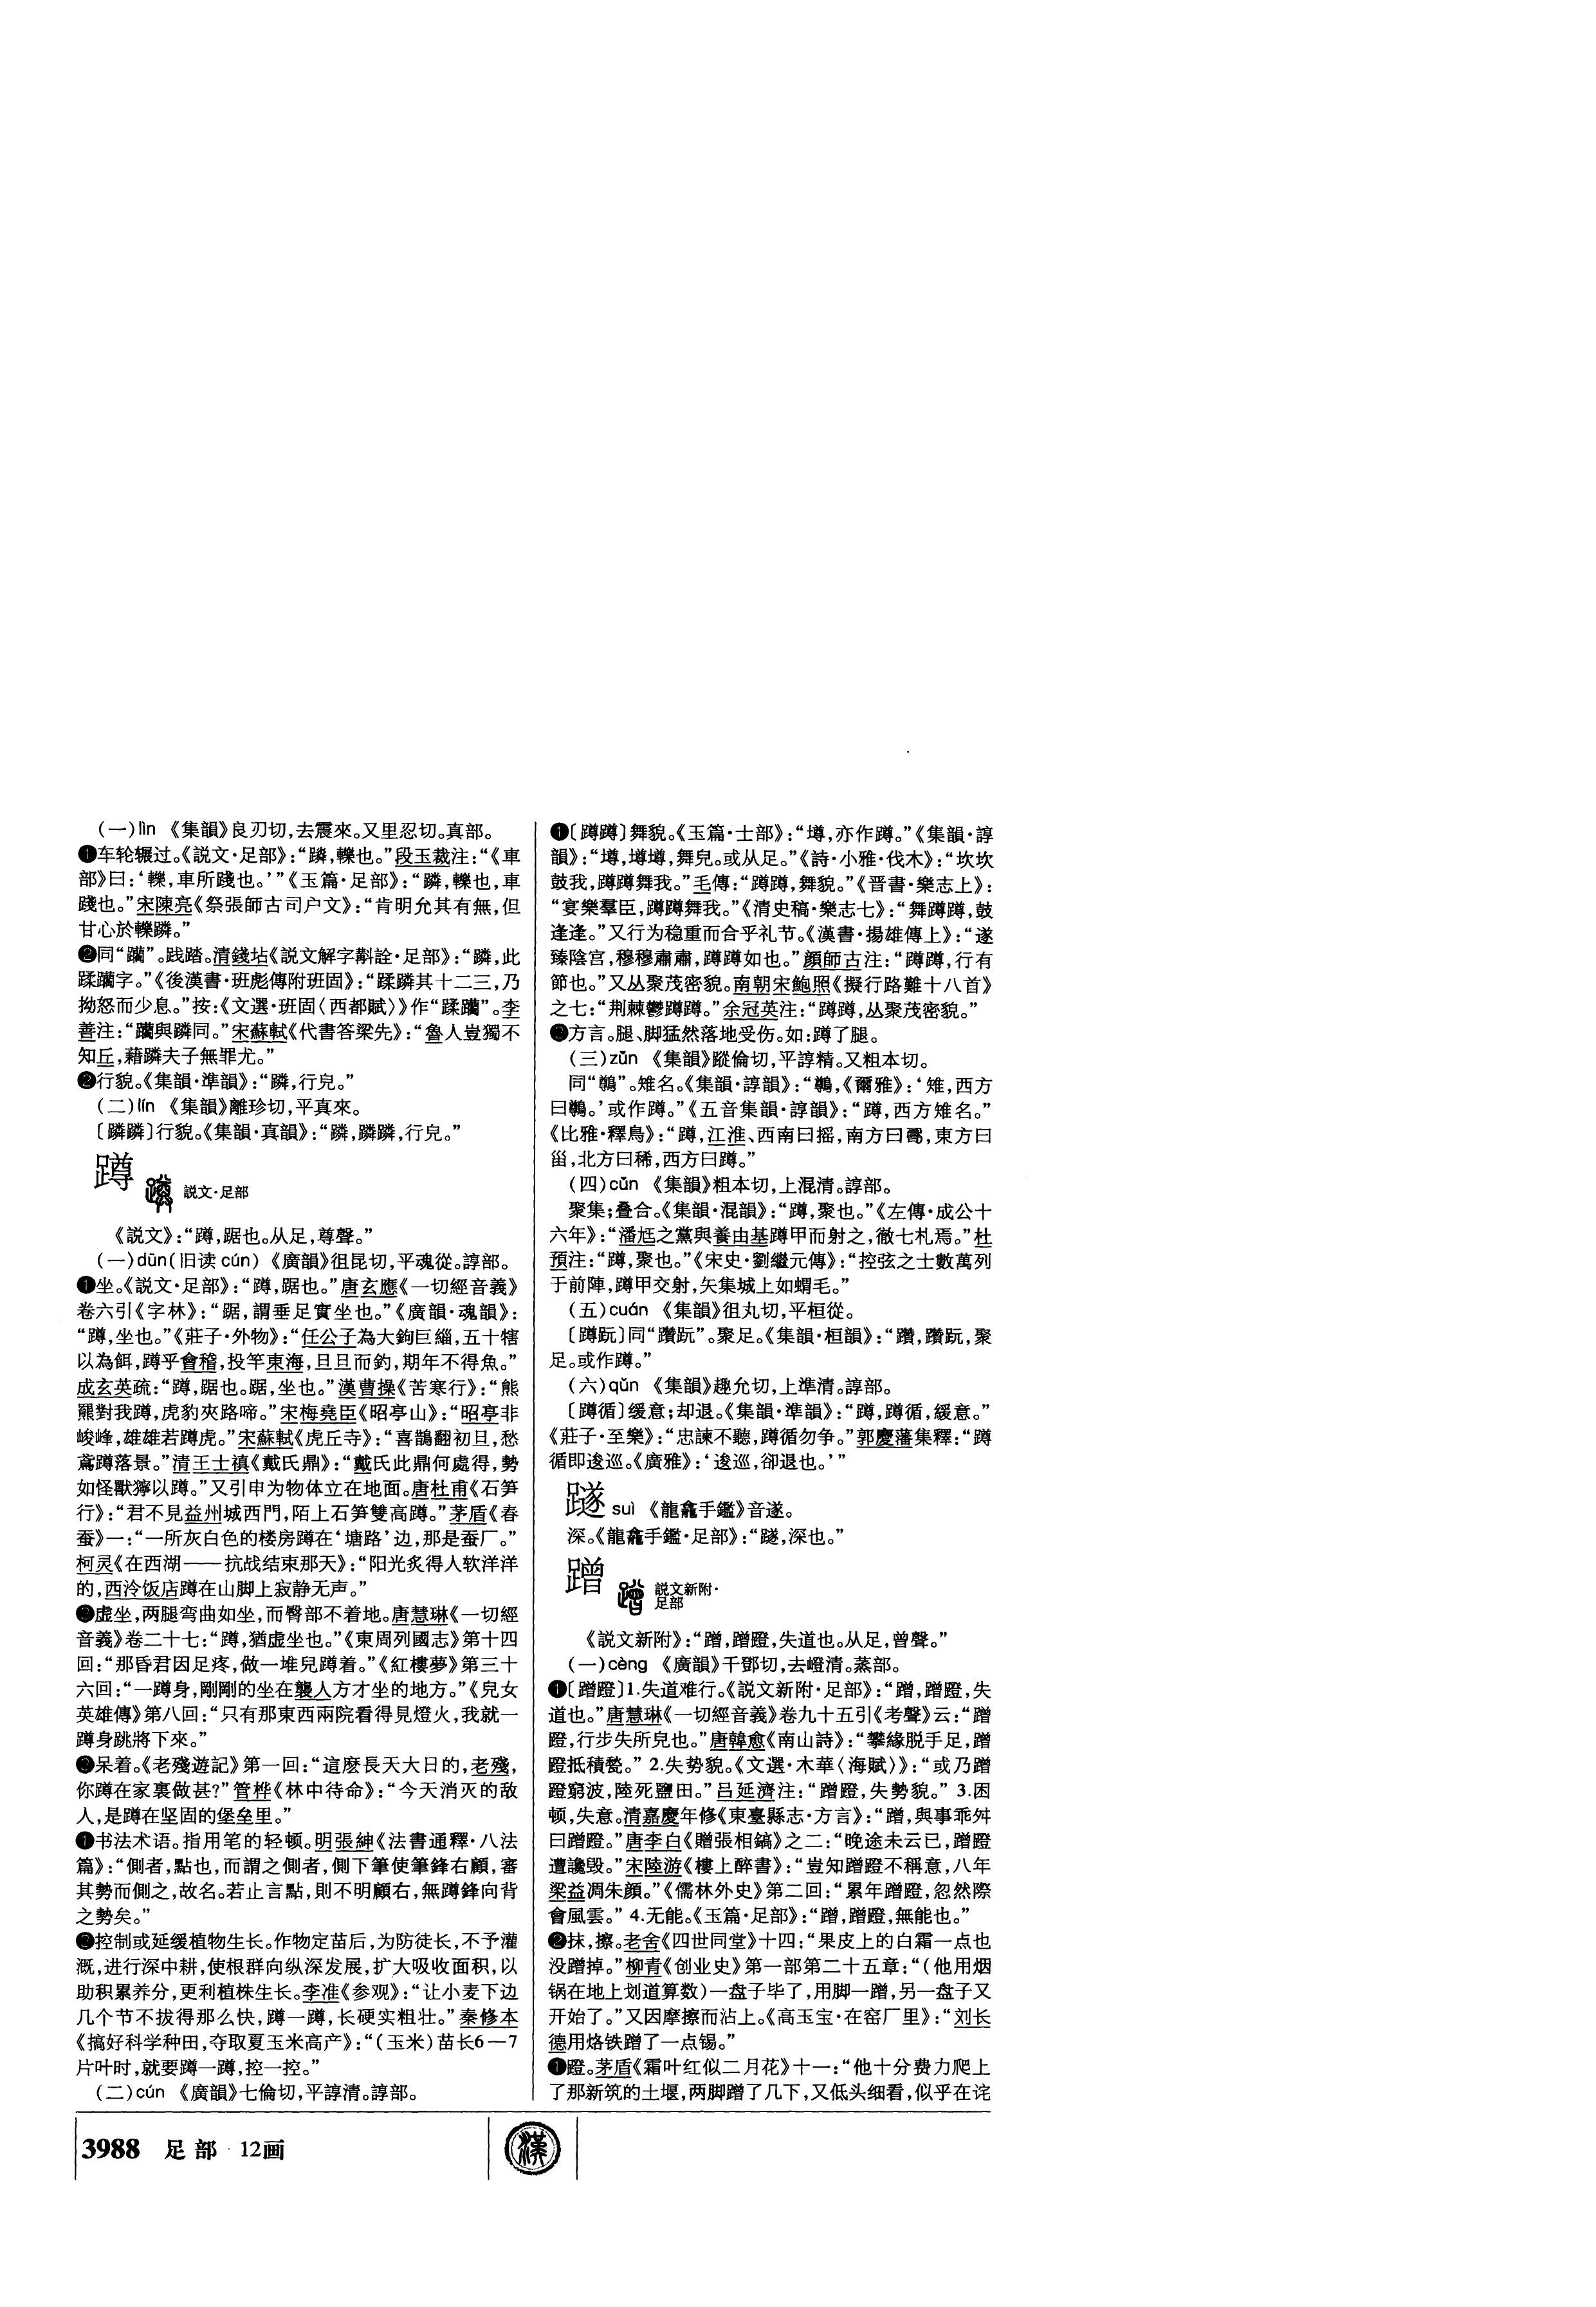 (一)lìn 《集韻》良刃切,去震來。又里忍切。真部。
❶车轮辗过。《説文·足部》:“蹸,轢也。”段玉裁注:“《車
部》曰:‘轢,車所踐也。’”《玉篇·足部》:“蹸,轢也,車
踐也。”宋陳亮《祭張師古司户文》:“肯明允其有無,但
甘心於轢蹸。”
❷同“躪”。践踏。清錢坫《説文解字斠詮·足部》:“蹸,此
蹂躪字。”《後漢書·班彪傳附班固》:“蹂蹸其十二三,乃
拗怒而少息。”按:《文選·班固〈西都賦〉》作“蹂躪”。李
善注:“躪與蹸同。”宋蘇軾《代書答梁先》:“魯人豈獨不
知丘,藉蹸夫子無罪尤。”
❷行貌。《集韻·準韻》:“蹸,行皃。”
(二)lín 《集韻》離珍切,平真來。
〔蹸蹸〕行貌。《集韻·真韻》:“蹸,蹸蹸,行皃。”
蹲 説文·足部
《説文》:“蹲,踞也。从足,尊聲。”
(一)dūn(旧读cún) 《廣韻》徂昆切,平魂從。諄部。
❶坐。《説文·足部》:“蹲,踞也。”唐玄應《一切經音義》
卷六引《字林》:“踞,謂垂足實坐也。”《廣韻·魂韻》:
“蹲,坐也。”《莊子·外物》:“任公子為大鉤巨緇,五十犗
以為餌,蹲乎會稽,投竿東海,旦旦而釣,期年不得魚。”
成玄英疏:“蹲,踞也。踞,坐也。”漢曹操《苦寒行》:“熊
羆對我蹲,虎豹夾路啼。”宋梅堯臣《昭亭山》:“昭亭非
峻峰,雄雄若蹲虎。”宋蘇軾《虎丘寺》:“喜鵲翻初旦,愁
鳶蹲落景。”清王士禛《戴氏鼎》:“戴氏此鼎何處得,勢
如怪獸獰以蹲。”又引申为物体立在地面。唐杜甫《石笋
行》:“君不見益州城西門,陌上石笋雙高蹲。”茅盾《春
蚕》一:“一所灰白色的楼房蹲在‘塘路’边,那是蚕厂。”
柯灵《在西湖——抗战结束那天》:“阳光炙得人软洋洋
的,西泠饭店蹲在山脚上寂静无声。”
❷虚坐,两腿弯曲如坐,而臀部不着地。唐慧琳《一切經
音義》卷二十七:“蹲,猶虚坐也。”《東周列國志》第十四
回:“那昏君因足疼,做一堆兒蹲着。”《紅樓夢》第三十
六回:“一蹲身,剛剛的坐在襲人方才坐的地方。”《兒女
英雄傳》第八回:“只有那東西兩院看得見燈火,我就一
蹲身跳將下來。”
❷呆着。《老殘遊記》第一回:“這麽長天大日的,老殘,
你蹲在家裏做甚?”管桦《林中待命》:“今天消灭的敌
人,是蹲在坚固的堡垒里。”
❶书法术语。指用笔的轻顿。明張紳《法書通釋·八法
篇》:“側者,點也,而謂之側者,側下筆使筆鋒右顧,審
其勢而側之,故名。若止言點,則不明顧右,無蹲鋒向背
之勢矣。”
❷控制或延缓植物生长。作物定苗后,为防徒长,不予灌
溉,进行深中耕,使根群向纵深发展,扩大吸收面积,以
助积累养分,更利植株生长。李准《参观》:“让小麦下边
几个节不拔得那么快,蹲一蹲,长硬实粗壮。”秦修本
《搞好科学种田,夺取夏玉米高产》:“(玉米)苗长6—7
片叶时,就要蹲一蹲,控一控。”
(二)cún 《廣韻》七倫切,平諄清。諄部。
❶〔蹲蹲〕舞貌。《玉篇·士部》:“壿,亦作蹲。”《集韻·諄
韻》:“壿,壿壿,舞皃。或从足。”《詩·小雅·伐木》:“坎坎
鼓我,蹲蹲舞我。”毛傳:“蹲蹲,舞貌。”《晋書·樂志上》:
“宴樂羣臣,蹲蹲舞我。”《清史稿·樂志七》:“舞蹲蹲,鼓
逢逢。”又行为稳重而合乎礼节。《漢書·揚雄傳上》:“遂
臻陰宫,穆穆肅肅,蹲蹲如也。”顔師古注:“蹲蹲,行有
節也。”又丛聚茂密貌。南朝宋鮑照《擬行路難十八首》
之七:“荆棘鬱蹲蹲。”余冠英注:“蹲蹲,丛聚茂密貌。”
❷方言。腿、脚猛然落地受伤。如:蹲了腿。
(三)zūn 《集韻》蹤倫切,平諄精。又粗本切。
同“鷷”。雉名。《集韻·諄韻》:“鷷,《爾雅》:‘雉,西方
曰鷷。’或作蹲。”《五音集韻·諄韻》:“蹲,西方雉名。”
《比雅·釋鳥》:“蹲,江淮、西南曰摇,南方曰𠷎,東方曰
甾,北方曰稀,西方曰蹲。”
(四)cǔn 《集韻》粗本切,上混清。諄部。
聚集;叠合。《集韻·混韻》:“蹲,聚也。”《左傳·成公十
六年》:“潘尫之黨與養由基蹲甲而射之,徹七札焉。”杜
預注:“蹲,聚也。”《宋史·劉繼元傳》:“控弦之士數萬列
于前陣,蹲甲交射,矢集城上如蝟毛。”
(五)cuán 《集韻》徂丸切,平桓從。
〔蹲跧〕同“躦跧”。聚足。《集韻·桓韻》:“躦,躦跧,聚
足。或作蹲。”
(六)qǔn 《集韻》趣允切,上準清。諄部。
〔蹲循〕缓意;却退。《集韻·準韻》:“蹲,蹲循,緩意。”
《莊子·至樂》:“忠諫不聽,蹲循勿争。”郭慶藩集釋:“蹲
循即逡巡。《廣雅》:‘逡巡,卻退也。’”
䠔 suì 《龍龕手鑑》音遂。
深。《龍龕手鑑·足部》:“䠔,深也。”
蹭 説文新附·
足部
《説文新附》:“蹭,蹭蹬,失道也。从足,曾聲。”
(一)cèng 《廣韻》千鄧切,去嶝清。蒸部。
❶〔蹭蹬〕1.失道难行。《説文新附·足部》:“蹭,蹭蹬,失
道也。”唐慧琳《一切經音義》卷九十五引《考聲》云:“蹭
蹬,行步失所皃也。”唐韓愈《南山詩》:“攀緣脱手足,蹭
蹬抵積甃。” 2.失势貌。《文選·木華〈海賦〉》:“或乃蹭
蹬窮波,陸死鹽田。”吕延濟注:“蹭蹬,失勢貌。” 3.困
顿,失意。清嘉慶年修《東臺縣志·方言》:“蹭,與事乖舛
曰蹭蹬。”唐李白《贈張相鎬》之二:“晚途未云已,蹭蹬
遭讒毁。”宋陸游《樓上醉書》:“豈知蹭蹬不稱意,八年
梁益凋朱顔。”《儒林外史》第二回:“累年蹭蹬,忽然際
會風雲。” 4.无能。《玉篇·足部》:“蹭,蹭蹬,無能也。”
❷抹,擦。老舍《四世同堂》十四:“果皮上的白霜一点也
没蹭掉。”柳青《创业史》第一部第二十五章:“(他用烟
锅在地上划道算数)一盘子毕了,用脚一蹭,另一盘子又
开始了。”又因摩擦而沾上。《高玉宝·在窑厂里》:“刘长
德用烙铁蹭了一点锡。”
❶蹬。茅盾《霜叶红似二月花》十一:“他十分费力爬上
了那新筑的土堰,两脚蹭了几下,又低头细看,似乎在诧
3988 足部·12画
漢